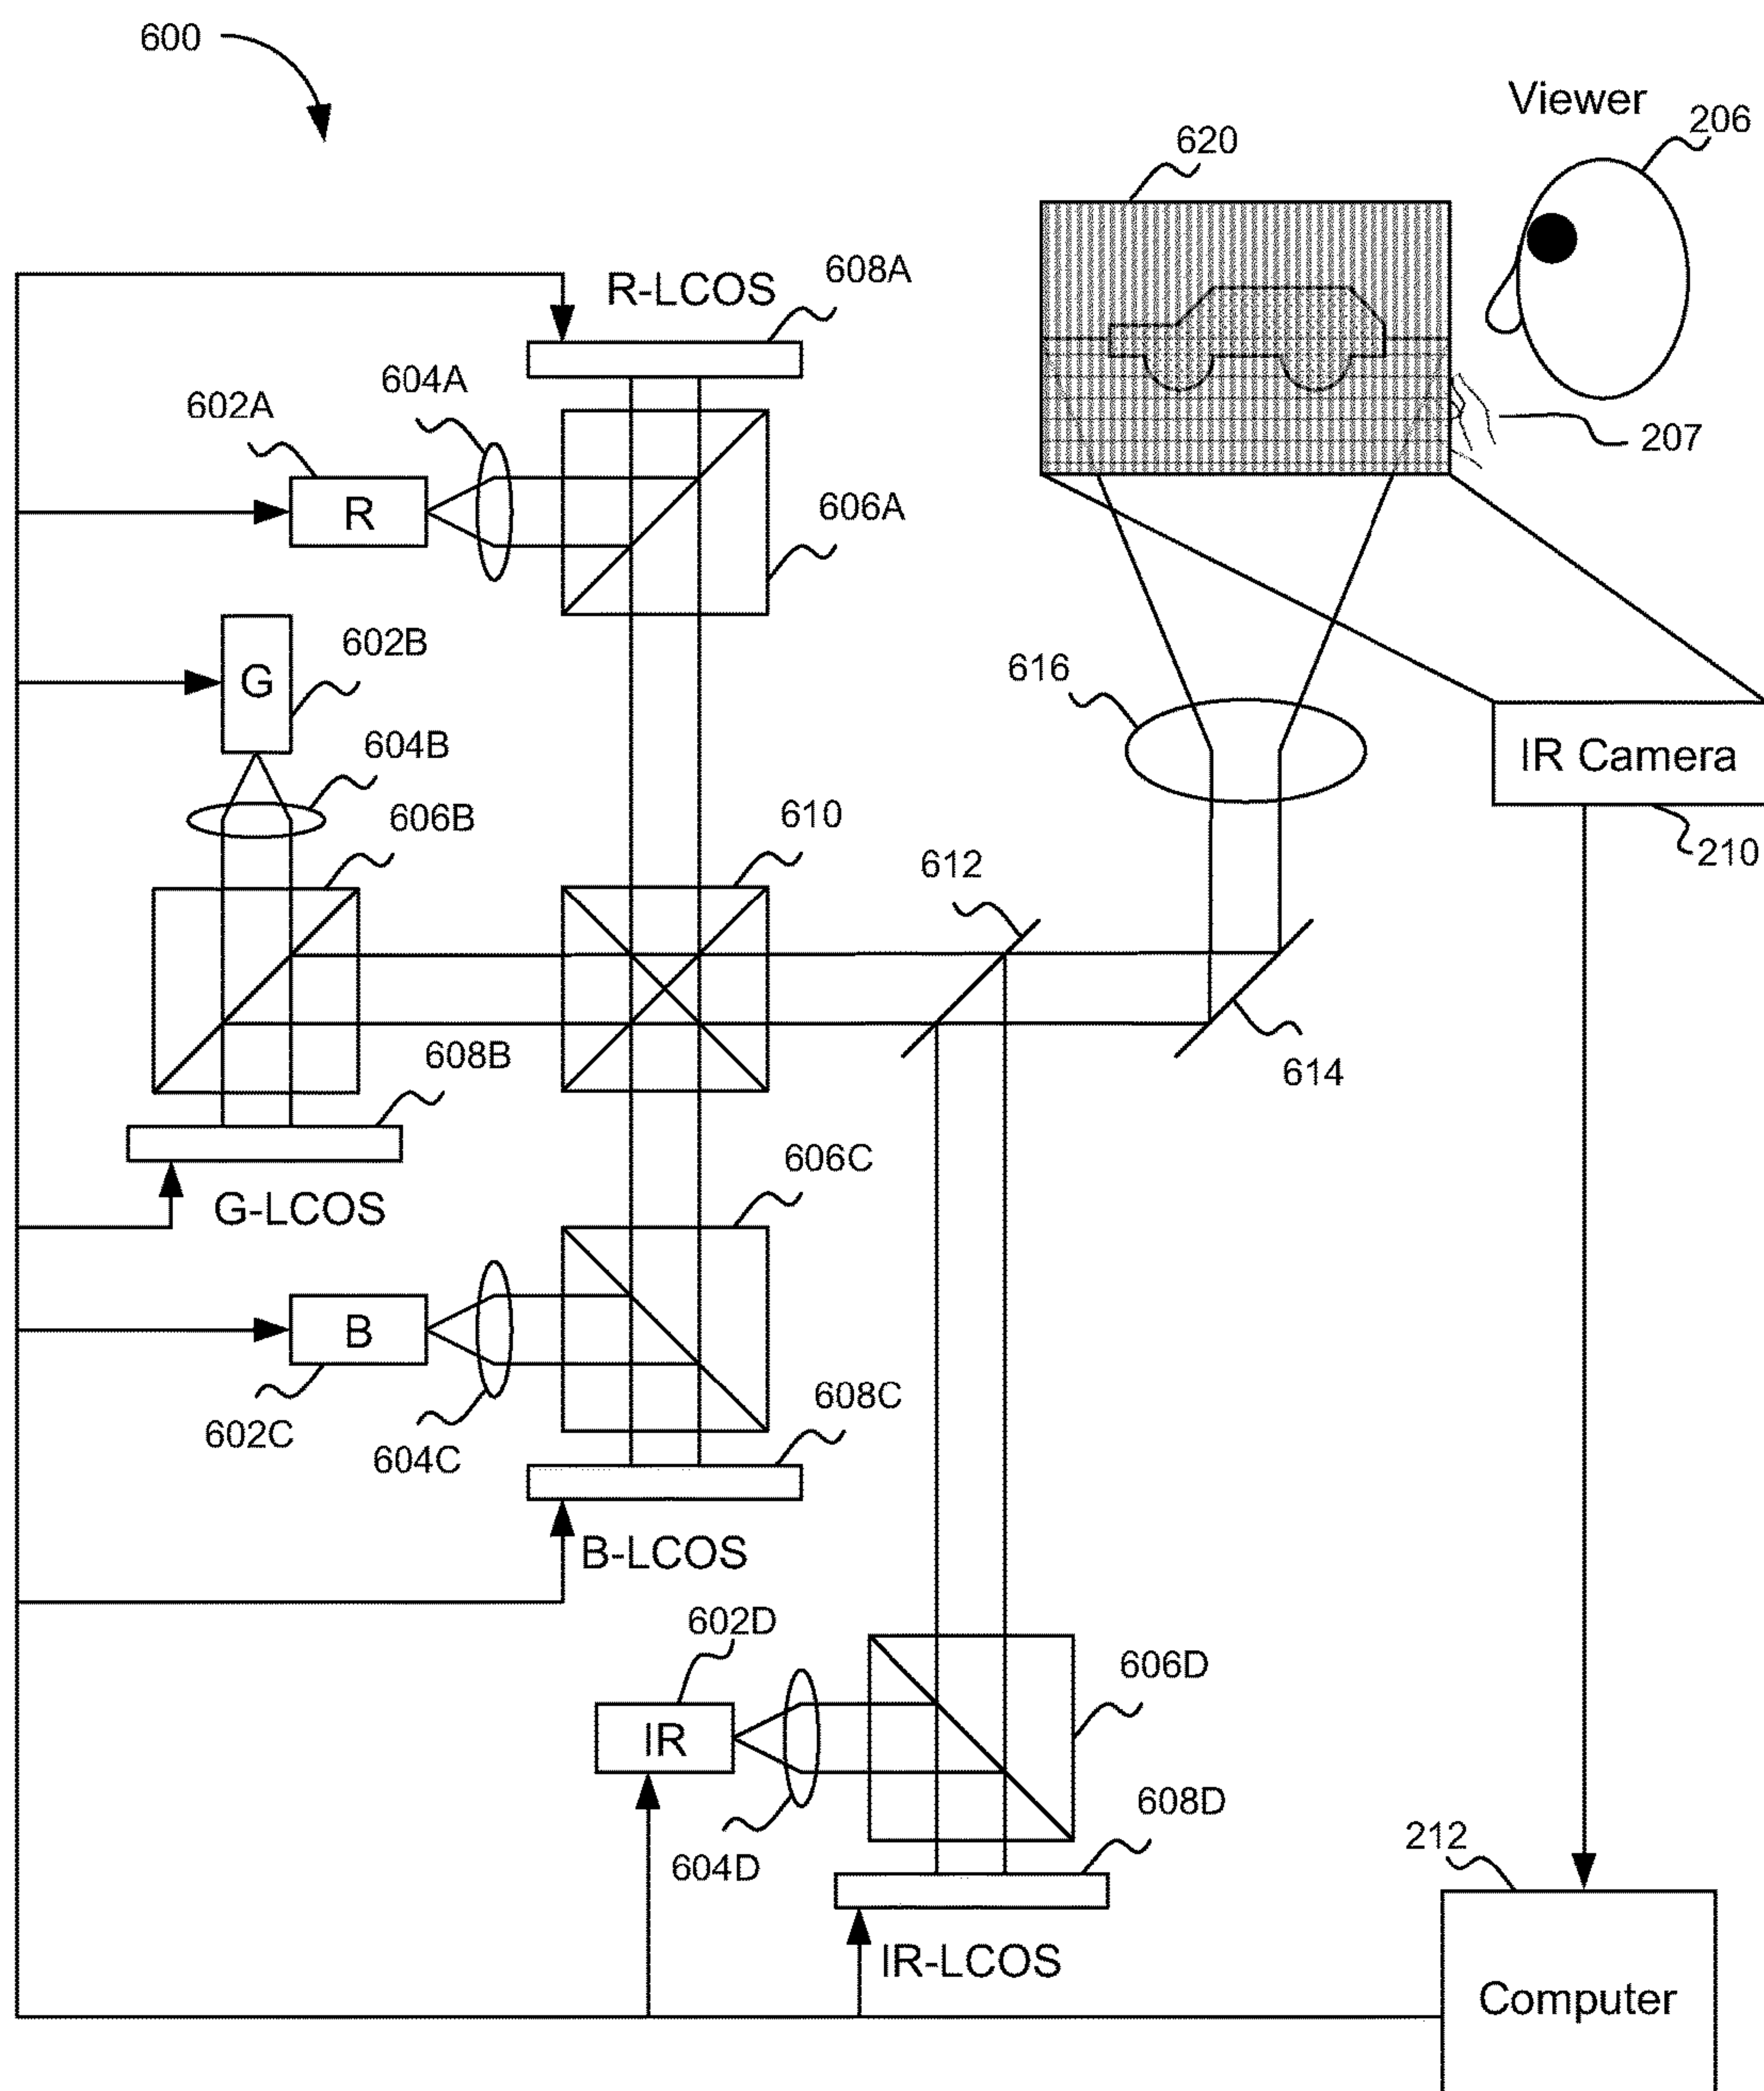 600
Viewer
206
620
R-LCOS
608A
604A
602A
R
606A
207
602B
G
616
604B
IR Camera
606B
610
612
210
608B
614
606C
G-LCOS
B
608C
602C
604C
B-LCOS
602D
606D
IR
608D
212
604D
IR-LCOS
Computer